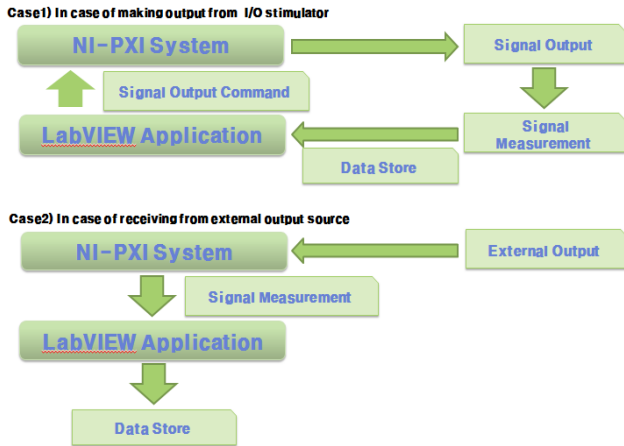 Case1) In case of making output from I/O stimulator
NI-PXI System
Signal Output
Signal Output Command
LabVIEW Application
Signal
Measurement
Data Store
Case2) In case of receiving from external output source
NI-PXI System
External Output
Signal Measurement
LabVIEW Application
Data Store